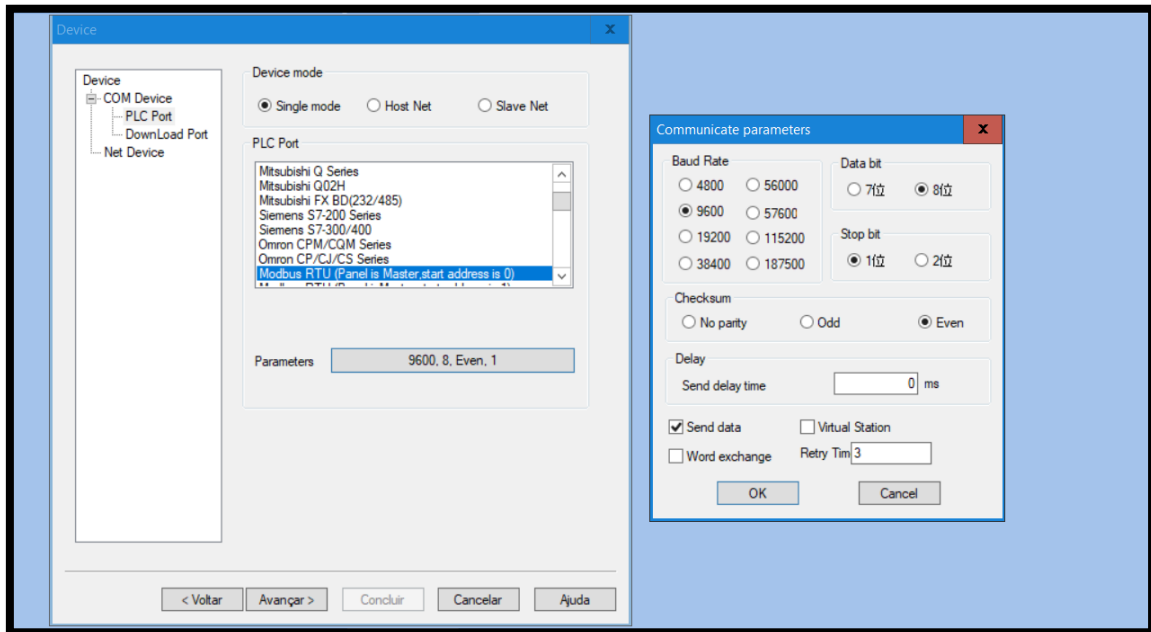 Device
x
Device
COM Device
PLC Port
DownLoad Port
Net Device
Device mode
Single mode
Host Net
Slave Net
PLC Port
Mitsubishi Q Series
Mitsubishi Q02H
Mitsubishi FX BD(232/485)
Siemens S7-200 Series
Siemens S7-300/400
Omron CPM/CQM Series
Omron CP/CJ/CS Series
Modbus RTU (Panel is Master,start address is 0)
Parameters
9600, 8, Even, 1
< Voltar
Avançar >
Concluir
Cancelar
Ajuda
Communicate parameters
x
Baud Rate
4800
56000
9600
57600
19200
115200
38400
187500
Data bit
7位
8位
Stop bit
1位
2位
Checksum
No parity
Odd
Even
Delay
Send delay time
0 ms
Send data
Virtual Station
Word exchange
Retry Tim 3
OK
Cancel